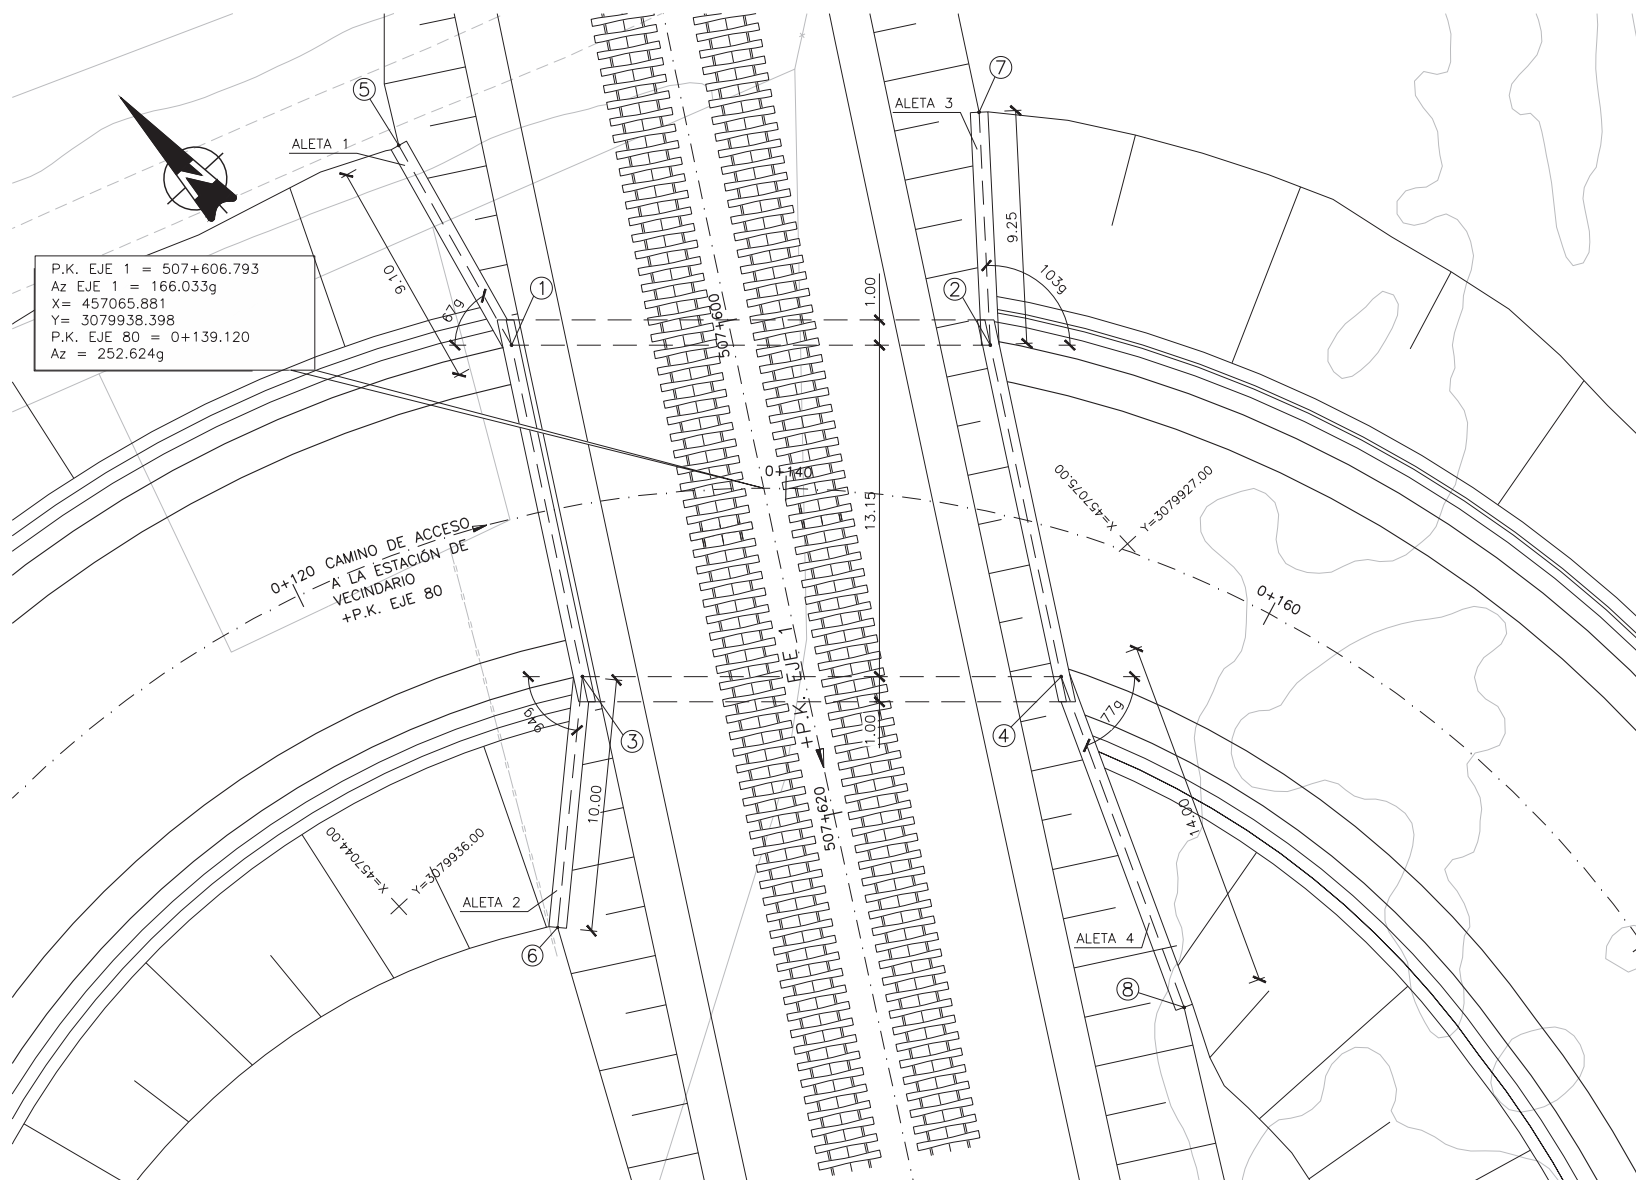 ⑤
⑦
ALETA 3
ALETA 1
9.25
9.10
103g
P.K. EJE 1 = 507+606.793
Az EJE 1 = 166.033g
X= 457065.881
Y= 3079938.398
P.K. EJE 80 = 0+139.120
Az = 252.624g
①
②
67g
1.00
507+600
0+140
13.15
X=457075.00
Y=3079927.00
0+120 CAMINO DE ACCESO
A LA ESTACIÓN DE
VECINDARIO
+P.K. EJE 80
0+160
+P.K. EJE 1
94g
③
④
77g
1.00
10.00
507+620
14.00
X=457044.00
Y=3079936.00
ALETA 2
ALETA 4
⑥
⑧